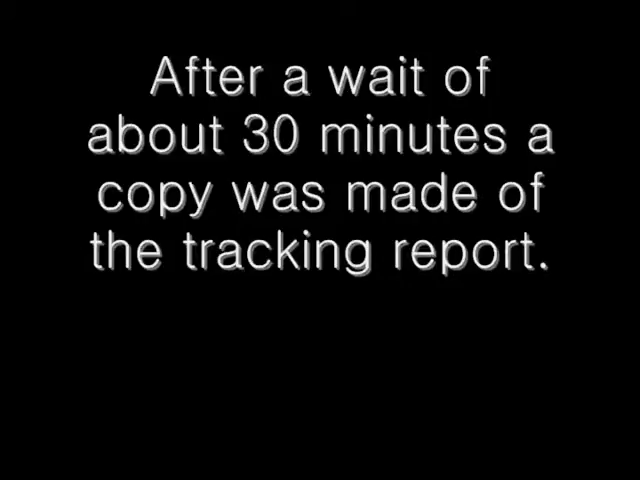 After a wait of
about 30 minutes a
copy was made of
the tracking report.